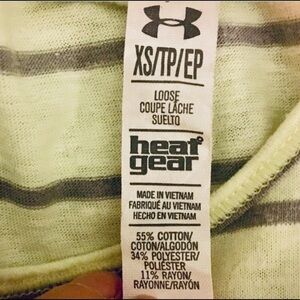 XS/TP/EP
LOOSE
COUPE LÂCHE
SUELTO
heat
gear
MADE IN VIETNAM
FABRIQUÉ AU VIETNAM
HECHO EN VIETNAM
55% COTTON/
COTON/ALGODÓN
34% POLYESTER/
POLIÉSTER
11% RAYON/
RAYONNE/RAYÓN